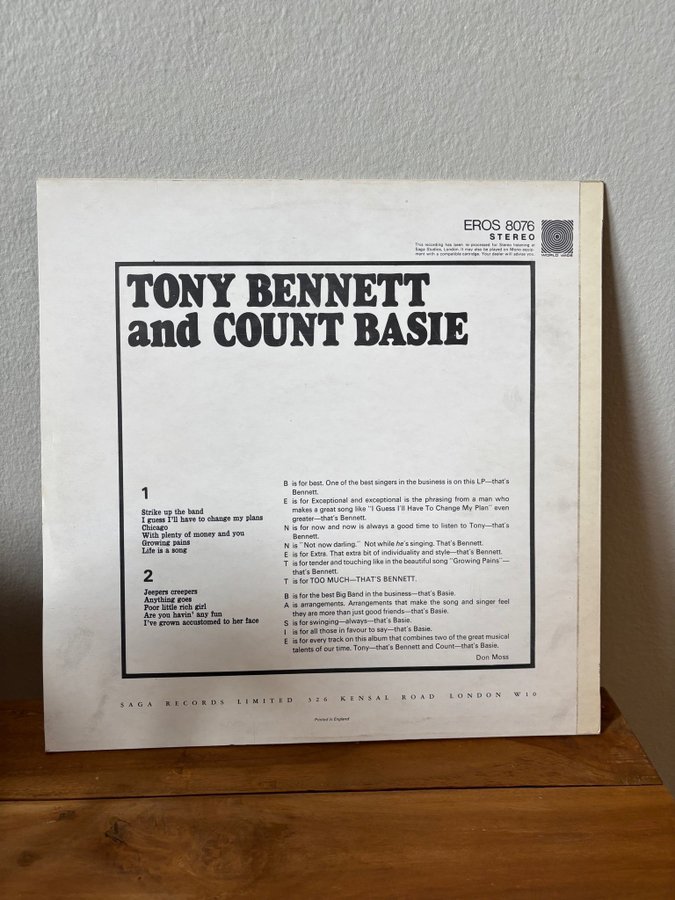 EROS 8076
STEREO
This recording has been re-processed for Stereo listening at
Saga Studios, London. It may also be played on Mono equip-
ment with a compatible cartridge. Your dealer will advise you.
WORLD WIDE
TONY BENNETT
and COUNT BASIE
1
Strike up the band
I guess I'll have to change my plans
Chicago
With plenty of money and you
Growing pains
Life is a song
2
Jeepers creepers
Anything goes
Poor little rich girl
Are you havin' any fun
I've grown accustomed to her face
B is for best. One of the best singers in the business is on this LP—that's
Bennett.
E is for Exceptional and exceptional is the phrasing from a man who
makes a great song like "I Guess I'll Have To Change My Plan" even
greater—that's Bennett.
N is for now and now is always a good time to listen to Tony—that's
Bennett.
N is "Not now darling." Not while he's singing. That's Bennett.
E is for Extra. That extra bit of individuality and style—that's Bennett.
T is for tender and touching like in the beautiful song "Growing Pains"—
that's Bennett.
T is for TOO MUCH—THAT'S BENNETT.
B is for the best Big Band in the business—that's Basie.
A is arrangements. Arrangements that make the song and singer feel
they are more than just good friends—that's Basie.
S is for swinging—always—that's Basie.
I is for all those in favour to say—that's Basie.
E is for every track on this album that combines two of the great musical
talents of our time. Tony—that's Bennett and Count—that's Basie.
Don Moss
SAGA RECORDS LIMITED 326 KENSAL ROAD LONDON W10
Printed in England